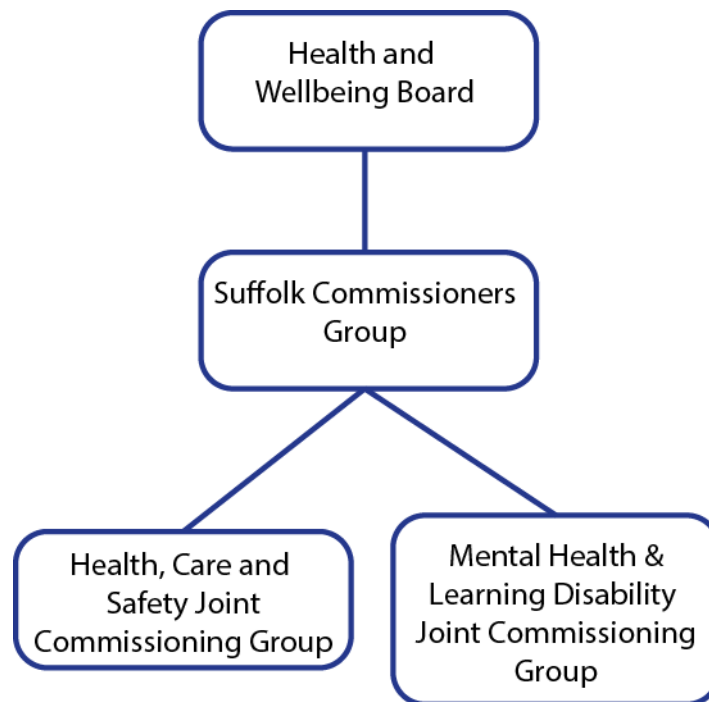 Health and
Wellbeing Board
Suffolk Commissioners
Group
Health, Care and
Safety Joint
Commissioning Group
Mental Health &
Learning Disability
Joint Commissioning
Group